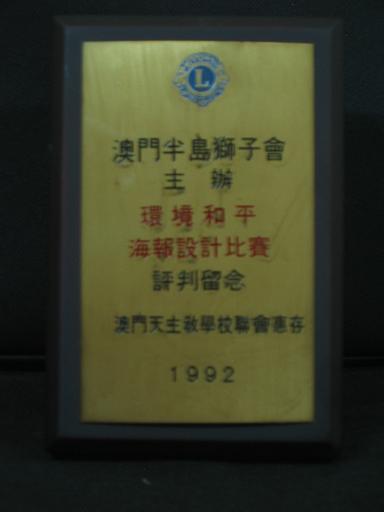 L
澳門半島獅子會
主辦
環境和平
海報設計比賽
評判留念
澳門天主教學校聯會惠存
1992